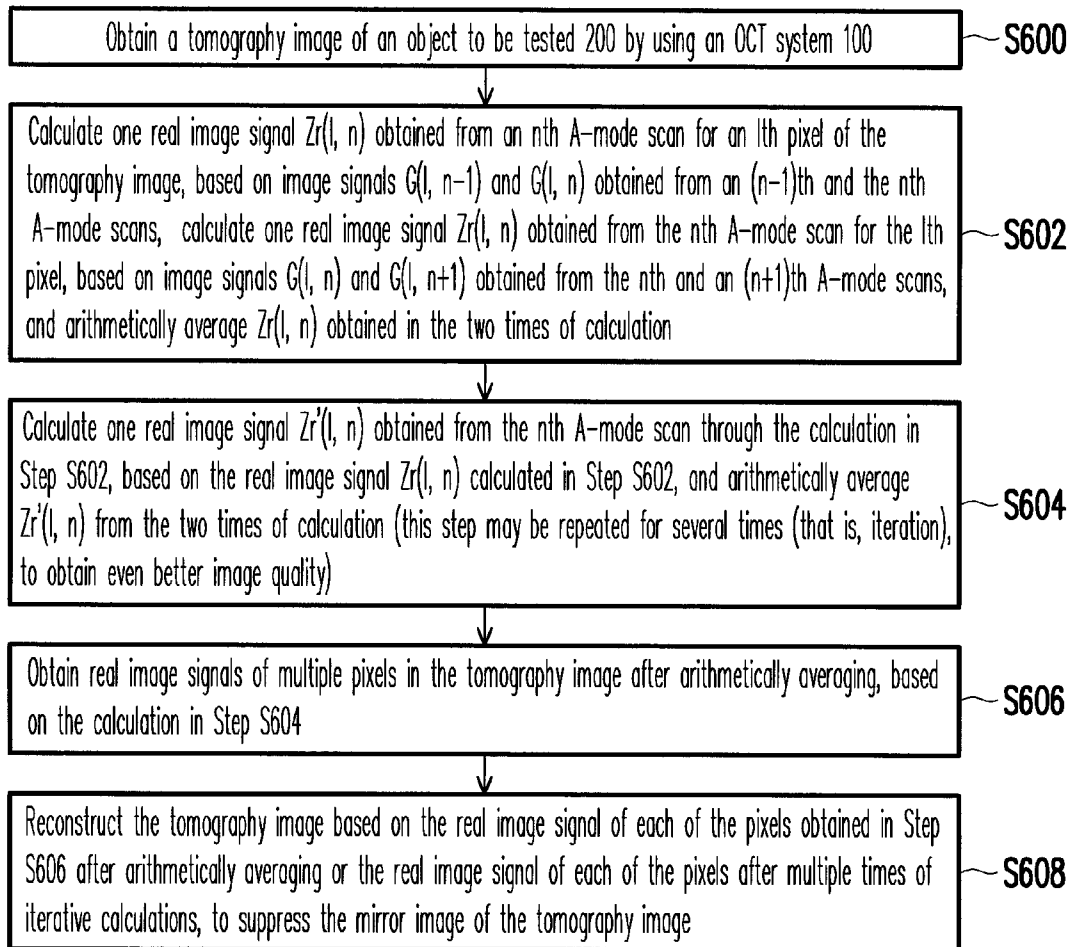 Obtain a tomography image of an object to be tested 200 by using an OCT system 100
S600
Calculate one real image signal Zr(l, n) obtained from an nth A-mode scan for an lth pixel of the
tomography image, based on image signals G(l, n-1) and G(l, n) obtained from an (n-1)th and the nth
A-mode scans, calculate one real image signal Zr(l, n) obtained from the nth A-mode scan for the lth
pixel, based on image signals G(l, n) and G(l, n+1) obtained from the nth and an (n+1)th A-mode scans,
and arithmetically average Zr(l, n) obtained in the two times of calculation
S602
Calculate one real image signal Zr'(l, n) obtained from the nth A-mode scan through the calculation in
Step S602, based on the real image signal Zr(l, n) calculated in Step S602, and arithmetically average
Zr'(l, n) from the two times of calculation (this step may be repeated for several times (that is, iteration),
to obtain even better image quality)
S604
Obtain real image signals of multiple pixels in the tomography image after arithmetically averaging, based
on the calculation in Step S604
S606
Reconstruct the tomography image based on the real image signal of each of the pixels obtained in Step
S606 after arithmetically averaging or the real image signal of each of the pixels after multiple times of
iterative calculations, to suppress the mirror image of the tomography image
S608